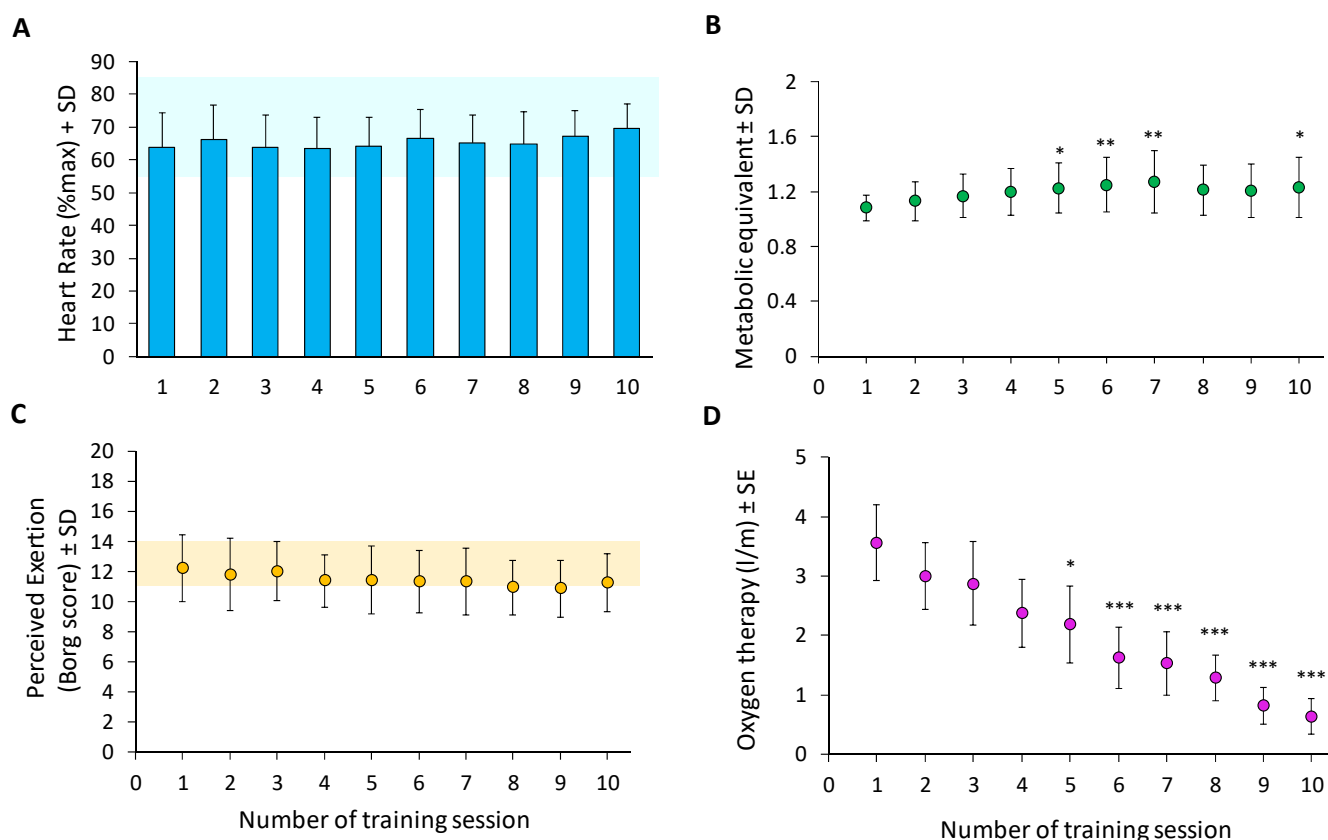 A
Heart Rate (%max) + SD
90
80
70
60
50
40
30
20
10
0
1 2 3 4 5 6 7 8 9 10
B
Metabolic equivalent ± SD
2
1.6
1.2
0.8
0.4
0
* ** ** *
0 1 2 3 4 5 6 7 8 9 10
C
Perceived Exertion
(Borg score) ± SD
20
18
16
14
12
10
8
6
4
2
0
0 1 2 3 4 5 6 7 8 9 10
Number of training session
D
Oxygen therapy (l/m) ± SE
5
4
3
2
1
0
* *** *** *** *** ***
0 1 2 3 4 5 6 7 8 9 10
Number of training session